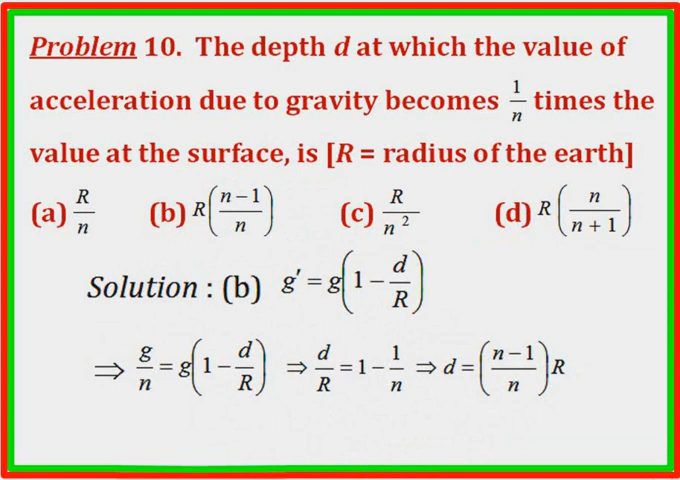 Problem 10. The depth d at which the value of
acceleration due to gravity becomes 1/n times the
value at the surface, is [R = radius of the earth]
(a) R/n (b) R((n−1)/n) (c) R/n² (d) R(n/(n+1))
Solution : (b) g′ = g(1 − d/R)
⇒ g/n = g(1 − d/R) ⇒ d/R = 1 − 1/n ⇒ d = ((n−1)/n)R